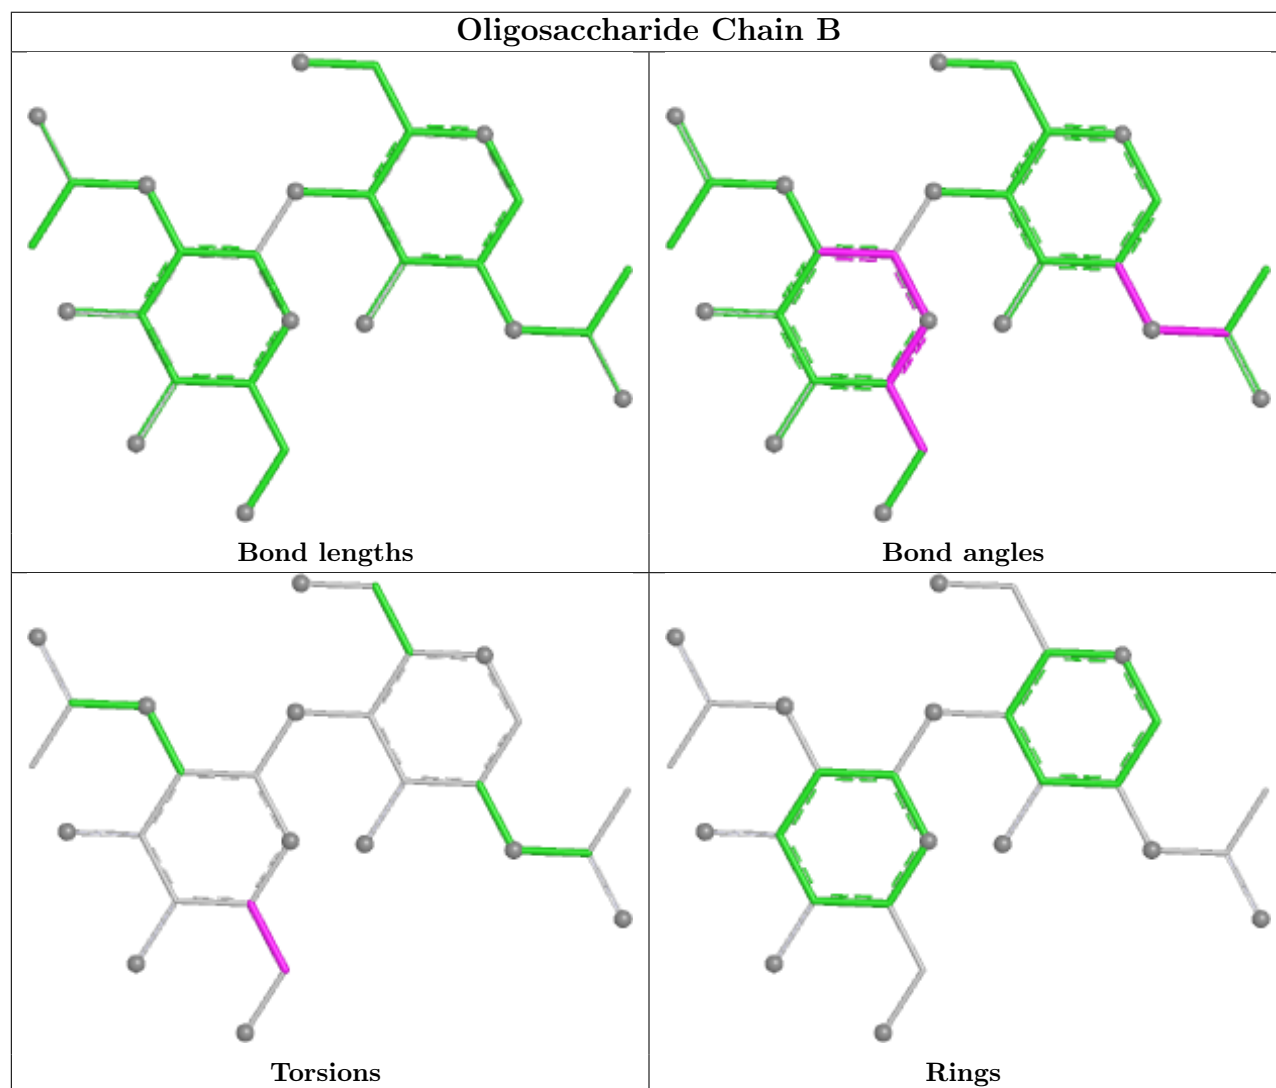 Oligosaccharide Chain B
Bond lengths
Bond angles
Torsions
Rings